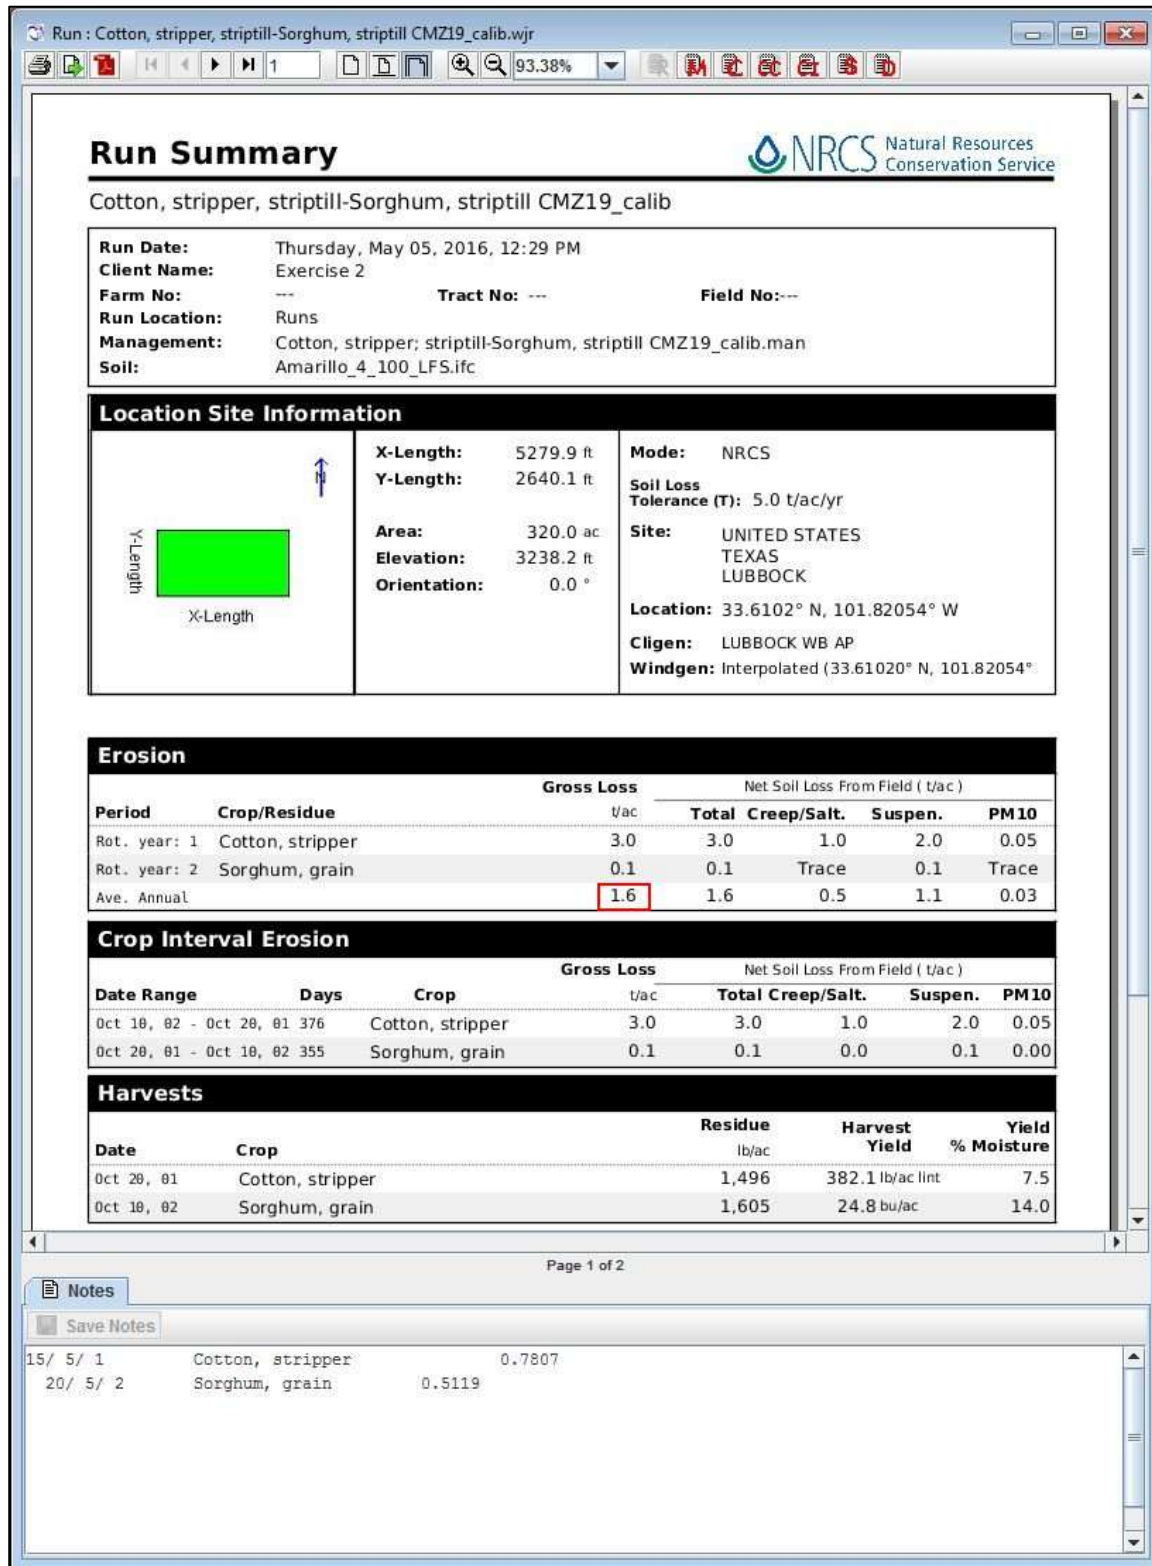 Run : Cotton, stripper, striptill-Sorghum, striptill CMZ19_calib.wjr
1 93.38% R M C CC CI S D
Run Summary
NRCS Natural Resources Conservation Service
Cotton, stripper, striptill-Sorghum, striptill CMZ19_calib
Run Date: Thursday, May 05, 2016, 12:29 PM
Client Name: Exercise 2
Farm No: --- Tract No: --- Field No:---
Run Location: Runs
Management: Cotton, stripper; striptill-Sorghum, striptill CMZ19_calib.man
Soil: Amarillo_4_100_LFS.ifc
Location Site Information
N
Y-Length
X-Length
X-Length: 5279.9 ft
Y-Length: 2640.1 ft
Area: 320.0 ac
Elevation: 3238.2 ft
Orientation: 0.0 °
Mode: NRCS
Soil Loss
Tolerance (T): 5.0 t/ac/yr
Site: UNITED STATES
TEXAS
LUBBOCK
Location: 33.6102° N, 101.82054° W
Cligen: LUBBOCK WB AP
Windgen: Interpolated (33.61020° N, 101.82054°
Erosion
Gross Loss Net Soil Loss From Field ( t/ac )
Period Crop/Residue t/ac Total Creep/Salt. Suspen. PM10
Rot. year: 1 Cotton, stripper 3.0 3.0 1.0 2.0 0.05
Rot. year: 2 Sorghum, grain 0.1 0.1 Trace 0.1 Trace
Ave. Annual 1.6 1.6 0.5 1.1 0.03
Crop Interval Erosion
Gross Loss Net Soil Loss From Field ( t/ac )
Date Range Days Crop t/ac Total Creep/Salt. Suspen. PM10
Oct 10, 02 - Oct 20, 01 376 Cotton, stripper 3.0 3.0 1.0 2.0 0.05
Oct 20, 01 - Oct 10, 02 355 Sorghum, grain 0.1 0.1 0.0 0.1 0.00
Harvests
Residue Harvest Yield
Date Crop lb/ac Yield % Moisture
Oct 20, 01 Cotton, stripper 1,496 382.1 lb/ac lint 7.5
Oct 10, 02 Sorghum, grain 1,605 24.8 bu/ac 14.0
Page 1 of 2
Notes
Save Notes
15/ 5/ 1 Cotton, stripper 0.7807
20/ 5/ 2 Sorghum, grain 0.5119